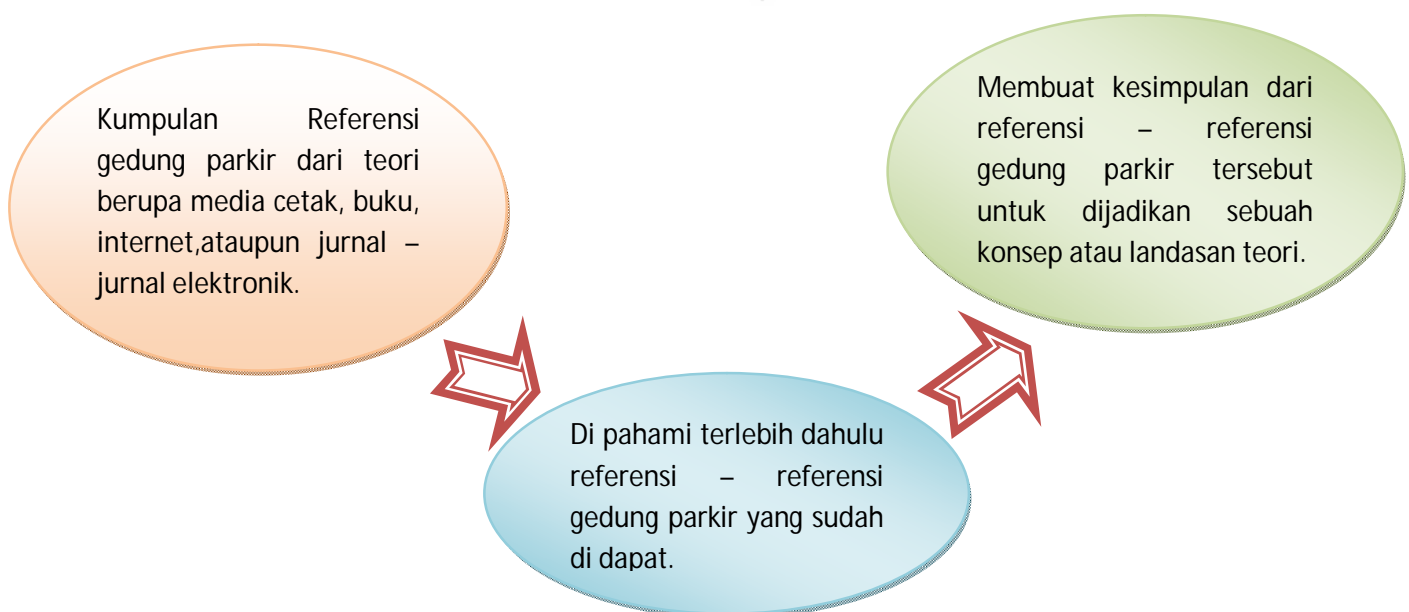 Kumpulan Referensi
gedung parkir dari teori
berupa media cetak, buku,
internet,ataupun jurnal –
jurnal elektronik.
Di pahami terlebih dahulu
referensi – referensi
gedung parkir yang sudah
di dapat.
Membuat kesimpulan dari
referensi – referensi
gedung parkir tersebut
untuk dijadikan sebuah
konsep atau landasan teori.